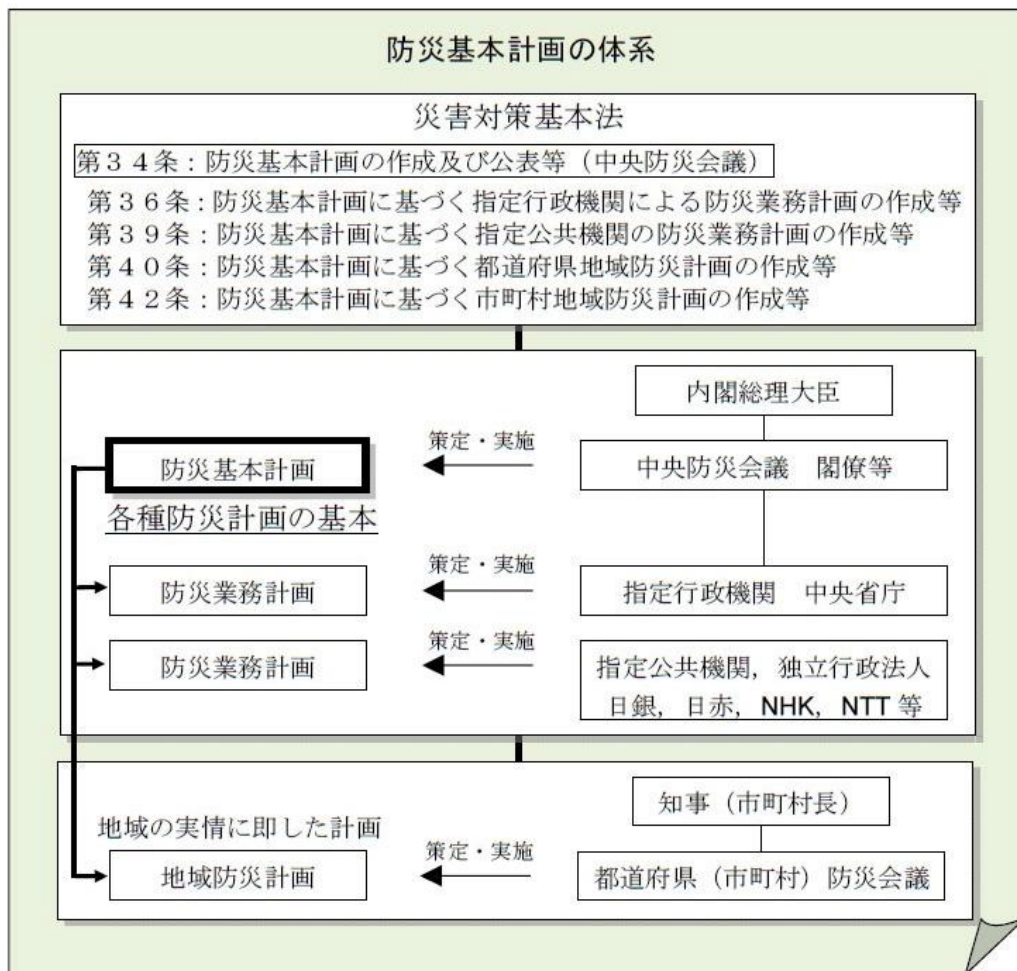 防災基本計画の体系
災害対策基本法
第３４条：防災基本計画の作成及び公表等（中央防災会議）
第３６条：防災基本計画に基づく指定行政機関による防災業務計画の作成等
第３９条：防災基本計画に基づく指定公共機関の防災業務計画の作成等
第４０条：防災基本計画に基づく都道府県地域防災計画の作成等
第４２条：防災基本計画に基づく市町村地域防災計画の作成等
内閣総理大臣
防災基本計画
策定・実施
中央防災会議　閣僚等
各種防災計画の基本
防災業務計画
策定・実施
指定行政機関　中央省庁
防災業務計画
策定・実施
指定公共機関，独立行政法人
日銀，日赤，NHK，NTT 等
知事（市町村長）
地域の実情に即した計画
地域防災計画
策定・実施
都道府県（市町村）防災会議